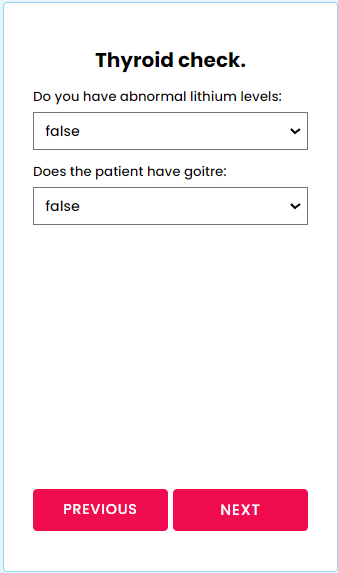 Thyroid check.
Do you have abnormal lithium levels:
false
Does the patient have goitre:
false
PREVIOUS NEXT